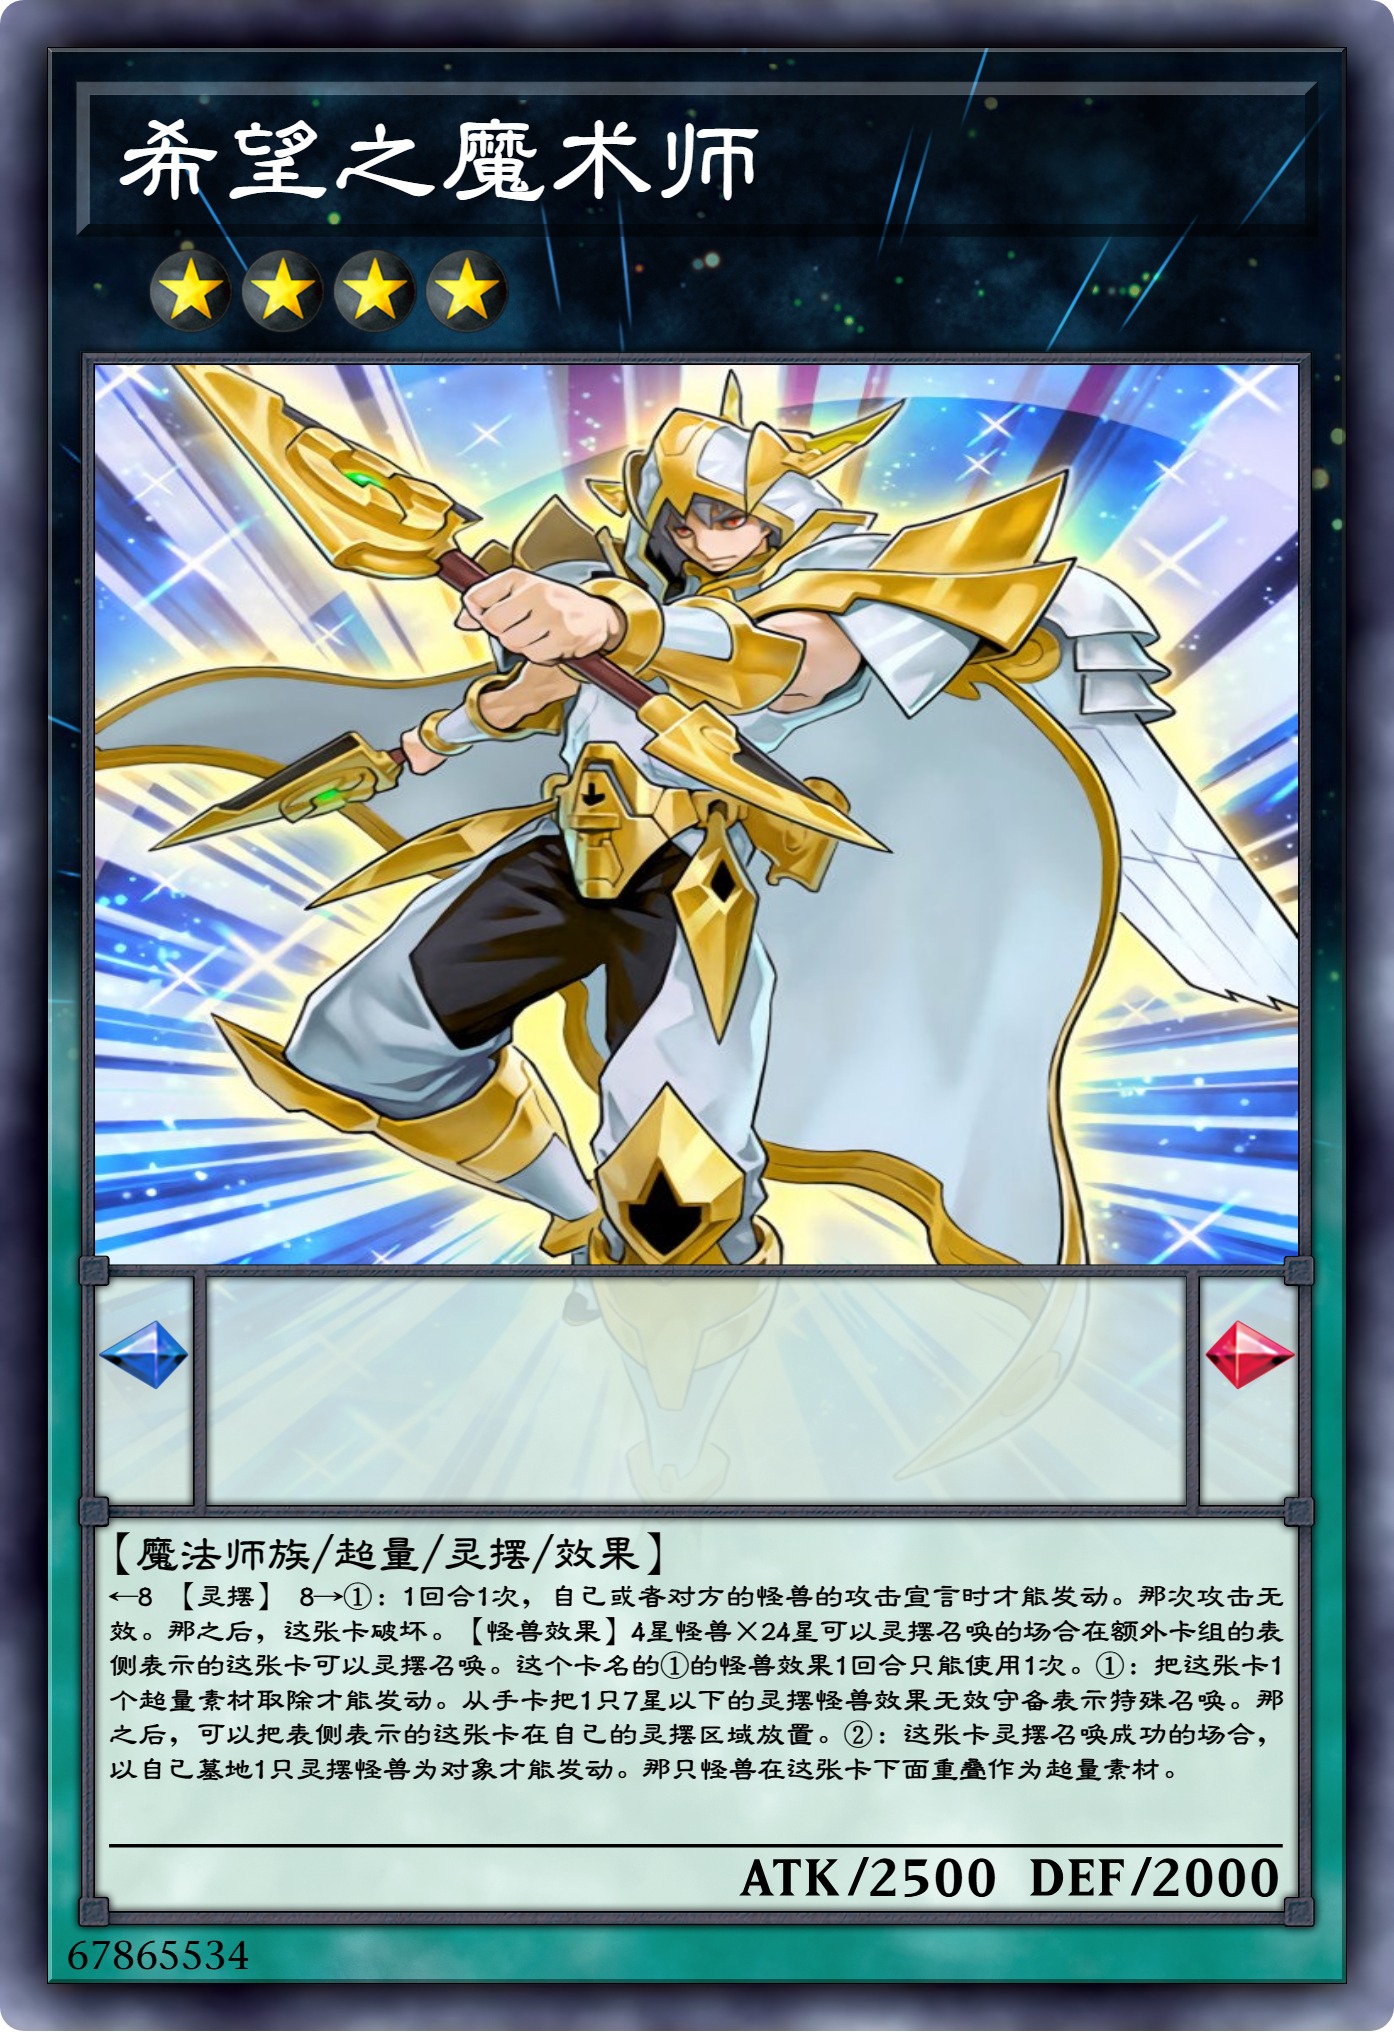 希望之魔术师
【魔法师族/超量/灵摆/效果】
←8 【灵摆】 8→①：1回合1次，自己或者对方的怪兽的攻击宣言时才能发动。那次攻击无
效。那之后，这张卡破坏。【怪兽效果】4星怪兽×24星可以灵摆召唤的场合在额外卡组的表
侧表示的这张卡可以灵摆召唤。这个卡名的①的怪兽效果1回合只能使用1次。①：把这张卡1
个超量素材取除才能发动。从手卡把1只7星以下的灵摆怪兽效果无效守备表示特殊召唤。那
之后，可以把表侧表示的这张卡在自己的灵摆区域放置。②：这张卡灵摆召唤成功的场合，
以自己墓地1只灵摆怪兽为对象才能发动。那只怪兽在这张卡下面重叠作为超量素材。
ATK/2500 DEF/2000
67865534